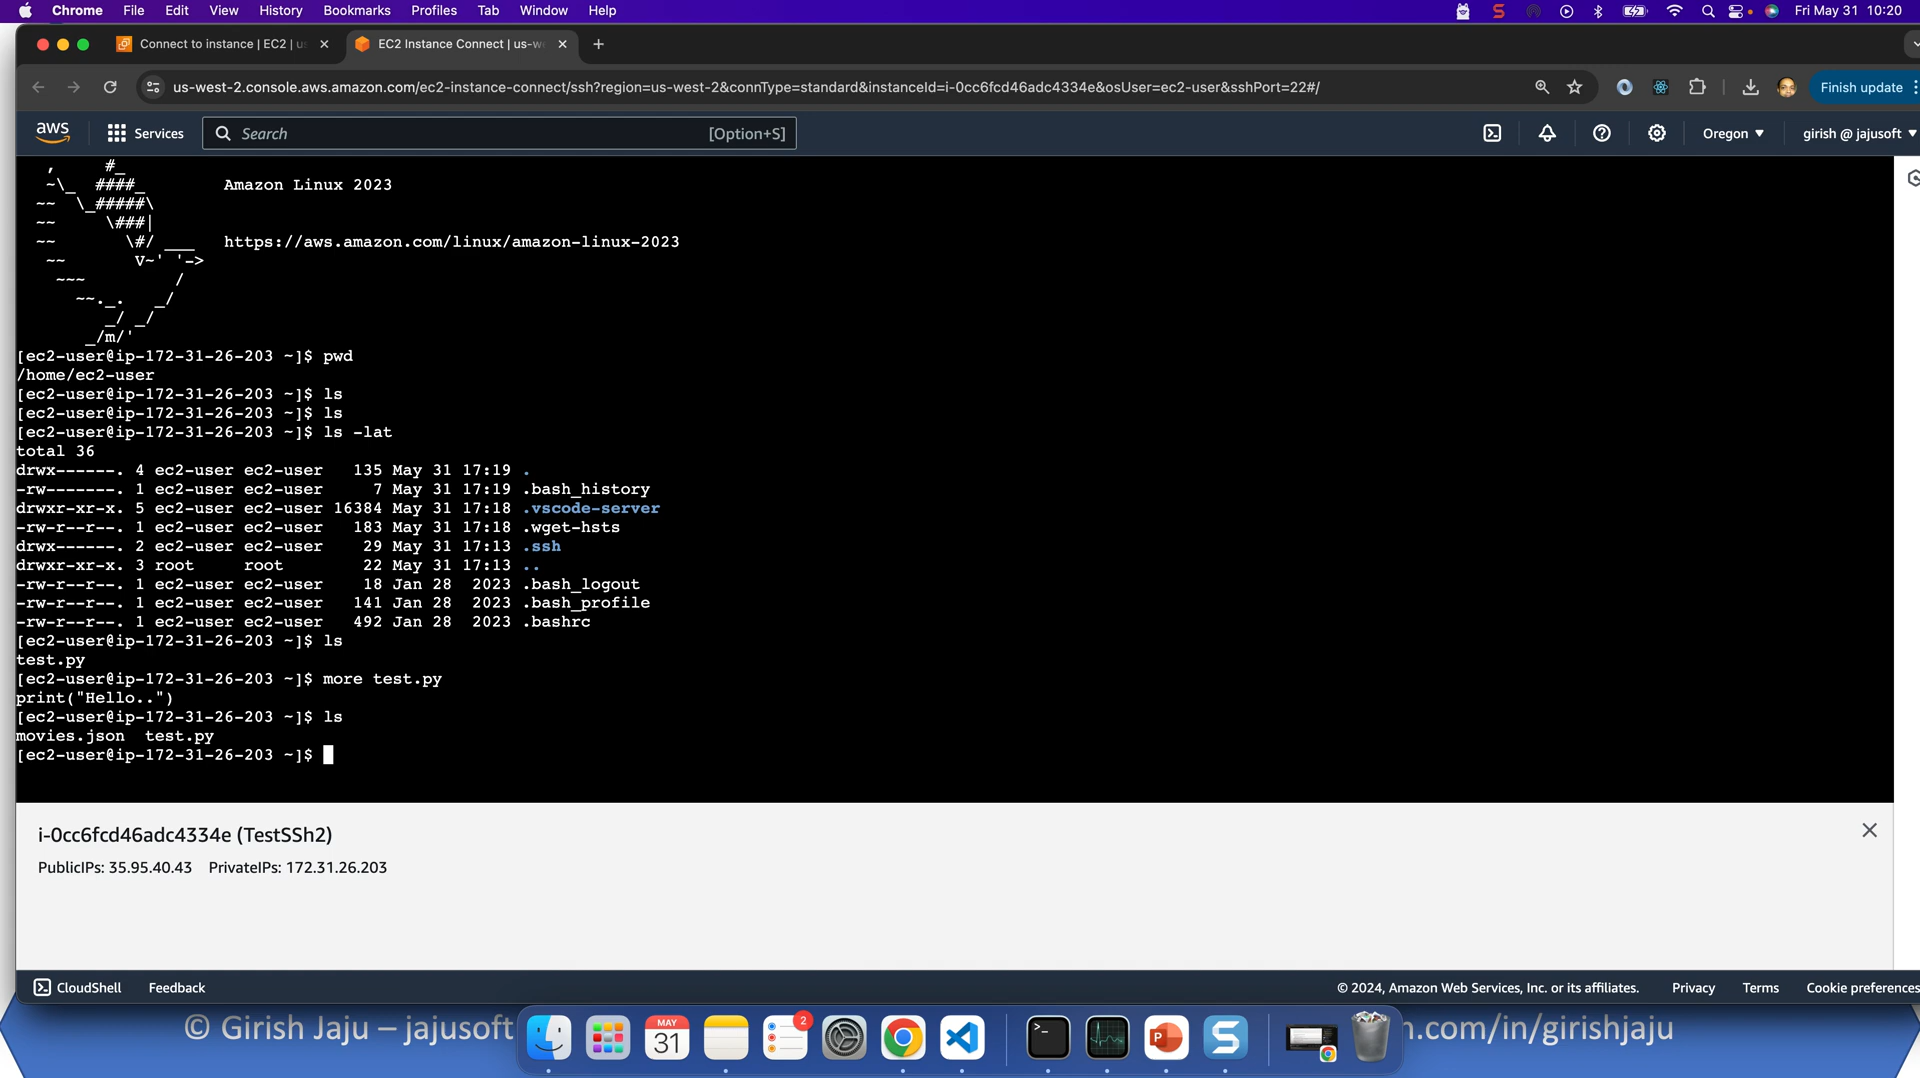 Chrome File Edit View History Bookmarks Profiles Tab Window Help Fri May 31 10:20
Connect to instance | EC2 | us EC2 Instance Connect | us-we
us-west-2.console.aws.amazon.com/ec2-instance-connect/ssh?region=us-west-2&connType=standard&instanceId=i-0cc6fcd46adc4334e&osUser=ec2-user&sshPort=22#/ Finish update
aws Services Search [Option+S] Oregon girish @ jajusoft
,     #_
~\_  ####_        Amazon Linux 2023
~~  \_#####\
~~     \###|
~~       \#/ ___   https://aws.amazon.com/linux/amazon-linux-2023
~~       V~' '->
~~~         /
~~._.   _/
_/ _/
_/m/'
[ec2-user@ip-172-31-26-203 ~]$ pwd
/home/ec2-user
[ec2-user@ip-172-31-26-203 ~]$ ls
[ec2-user@ip-172-31-26-203 ~]$ ls
[ec2-user@ip-172-31-26-203 ~]$ ls -lat
total 36
drwx------. 4 ec2-user ec2-user   135 May 31 17:19 .
-rw-------. 1 ec2-user ec2-user     7 May 31 17:19 .bash_history
drwxr-xr-x. 5 ec2-user ec2-user 16384 May 31 17:18 .vscode-server
-rw-r--r--. 1 ec2-user ec2-user   183 May 31 17:18 .wget-hsts
drwx------. 2 ec2-user ec2-user    29 May 31 17:13 .ssh
drwxr-xr-x. 3 root     root        22 May 31 17:13 ..
-rw-r--r--. 1 ec2-user ec2-user    18 Jan 28  2023 .bash_logout
-rw-r--r--. 1 ec2-user ec2-user   141 Jan 28  2023 .bash_profile
-rw-r--r--. 1 ec2-user ec2-user   492 Jan 28  2023 .bashrc
[ec2-user@ip-172-31-26-203 ~]$ ls
test.py
[ec2-user@ip-172-31-26-203 ~]$ more test.py
print("Hello..")
[ec2-user@ip-172-31-26-203 ~]$ ls
movies.json  test.py
[ec2-user@ip-172-31-26-203 ~]$
i-0cc6fcd46adc4334e (TestSSh2)
PublicIPs: 35.95.40.43 PrivateIPs: 172.31.26.203
CloudShell Feedback © 2024, Amazon Web Services, Inc. or its affiliates. Privacy Terms Cookie preferences
© Girish Jaju – jajusoft n.com/in/girishjaju
MAY
31
2